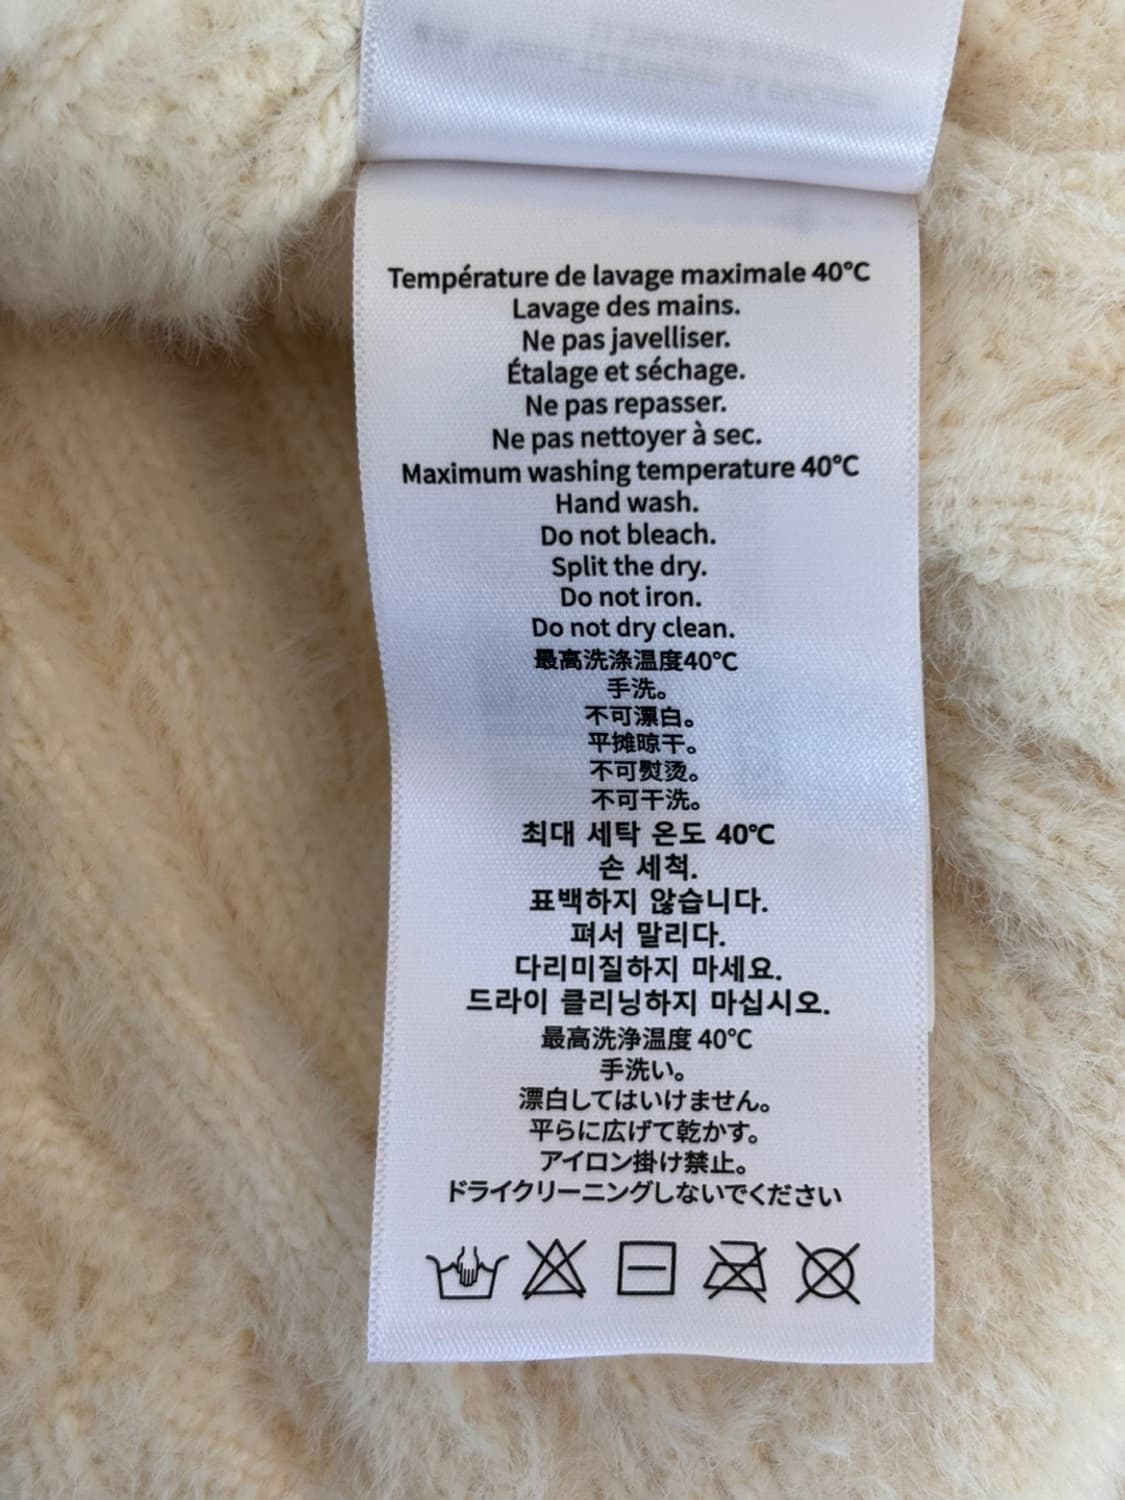 Température de lavage maximale 40°C
Lavage des mains.
Ne pas javelliser.
Étalage et séchage.
Ne pas repasser.
Ne pas nettoyer à sec.
Maximum washing temperature 40°C
Hand wash.
Do not bleach.
Split the dry.
Do not iron.
Do not dry clean.
最高洗涤温度40°C
手洗。
不可漂白。
平摊晾干。
不可熨烫。
不可干洗。
최대 세탁 온도 40℃
손 세척.
표백하지 않습니다.
펴서 말리다.
다리미질하지 마세요.
드라이 클리닝하지 마십시오.
最高洗浄温度 40℃
手洗い。
漂白してはいけません。
平らに広げて乾かす。
アイロン掛け禁止。
ドライクリーニングしないでください